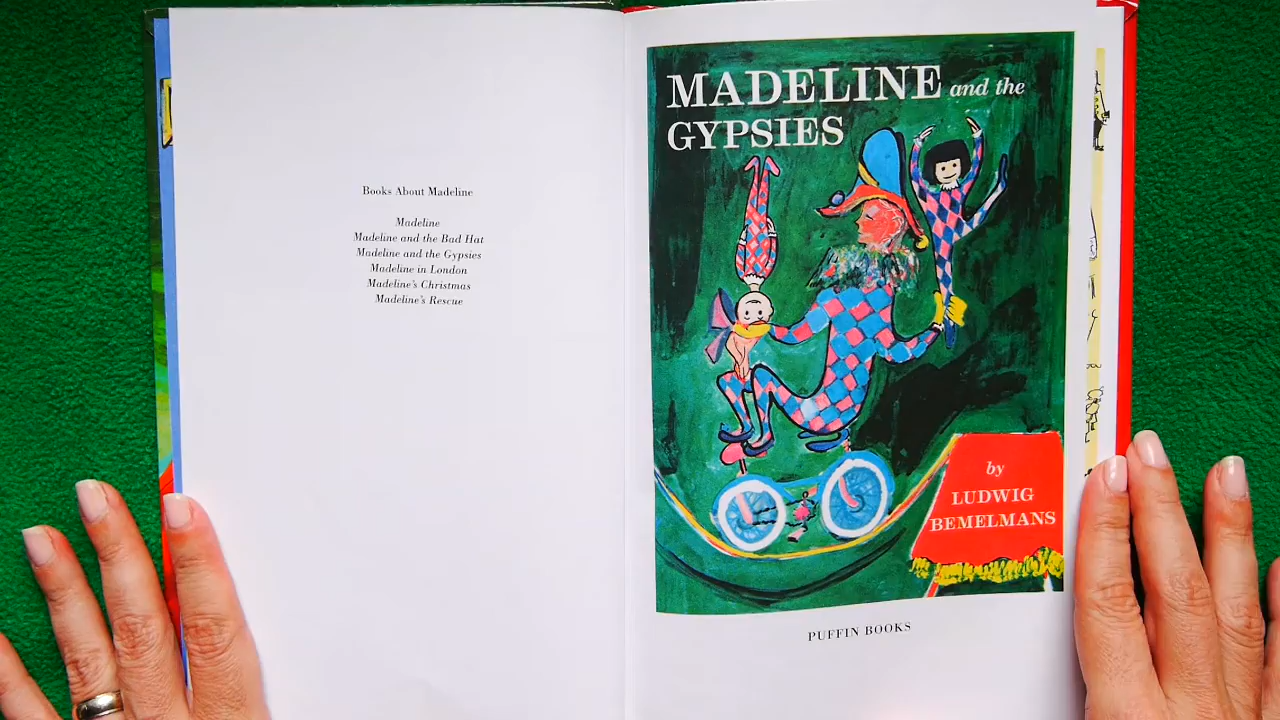 Books About Madeline
Madeline
Madeline and the Bad Hat
Madeline and the Gypsies
Madeline in London
Madeline's Christmas
Madeline's Rescue
MADELINE and the
GYPSIES
by
LUDWIG
BEMELMANS
PUFFIN BOOKS